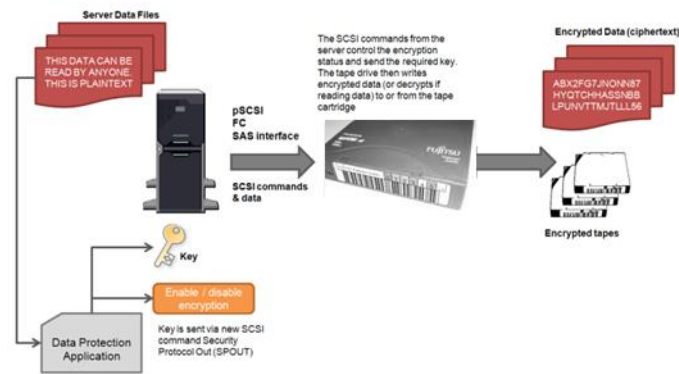 Server Data Files
THIS DATA CAN BE
READ BY ANYONE.
THIS IS PLAINTEXT
pSCSI
FC
SAS interface
SCSI commands
& data
The SCSI commands from the
server control the encryption
status and send the required key.
The tape drive then writes
encrypted data (or decrypts if
reading data) to or from the tape
cartridge
FUJITSU
Encrypted Data (ciphertext)
ABX2FG7JNONN87
HYQTCHHASSNBB
LPUNVTTMJTLLL56
Encrypted tapes
Key
Enable / disable
encryption
Key is sent via new SCSI
command Security
Protocol Out (SPOUT)
Data Protection
Application